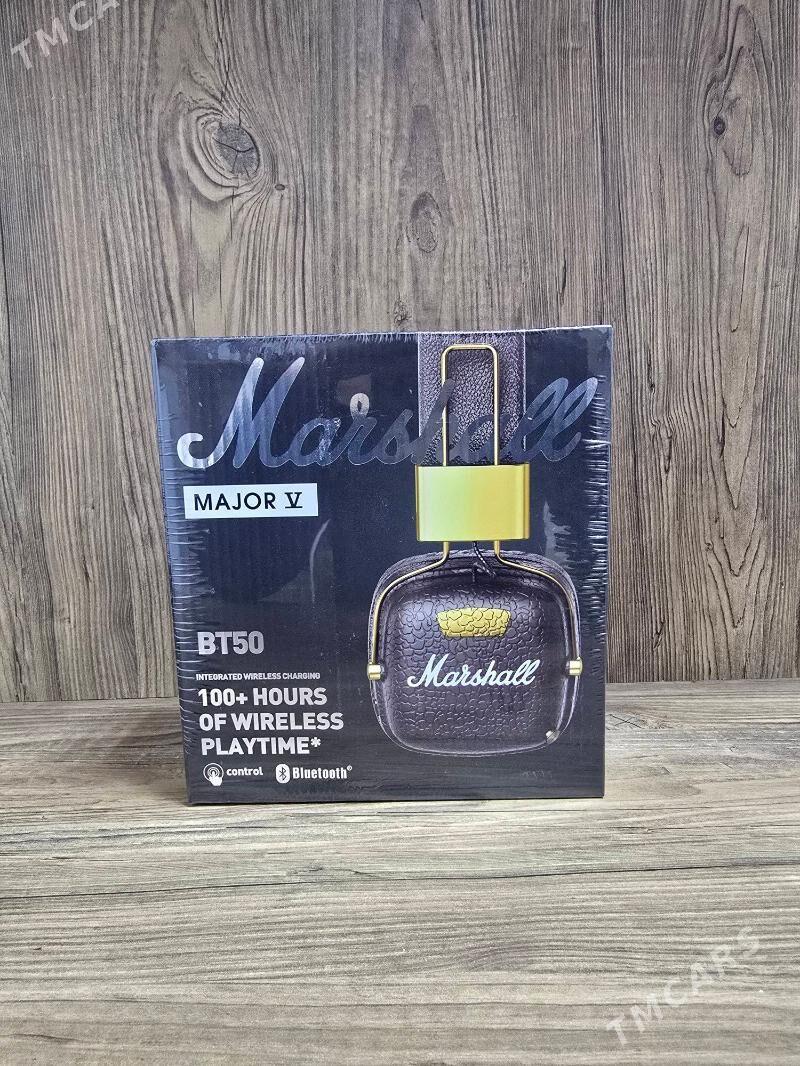 TMCARS
Marshall
MAJOR V
BT50
INTEGRATED WIRELESS CHARGING
100+ HOURS
OF WIRELESS
PLAYTIME*
control Bluetooth®
Marshall
TMCARS